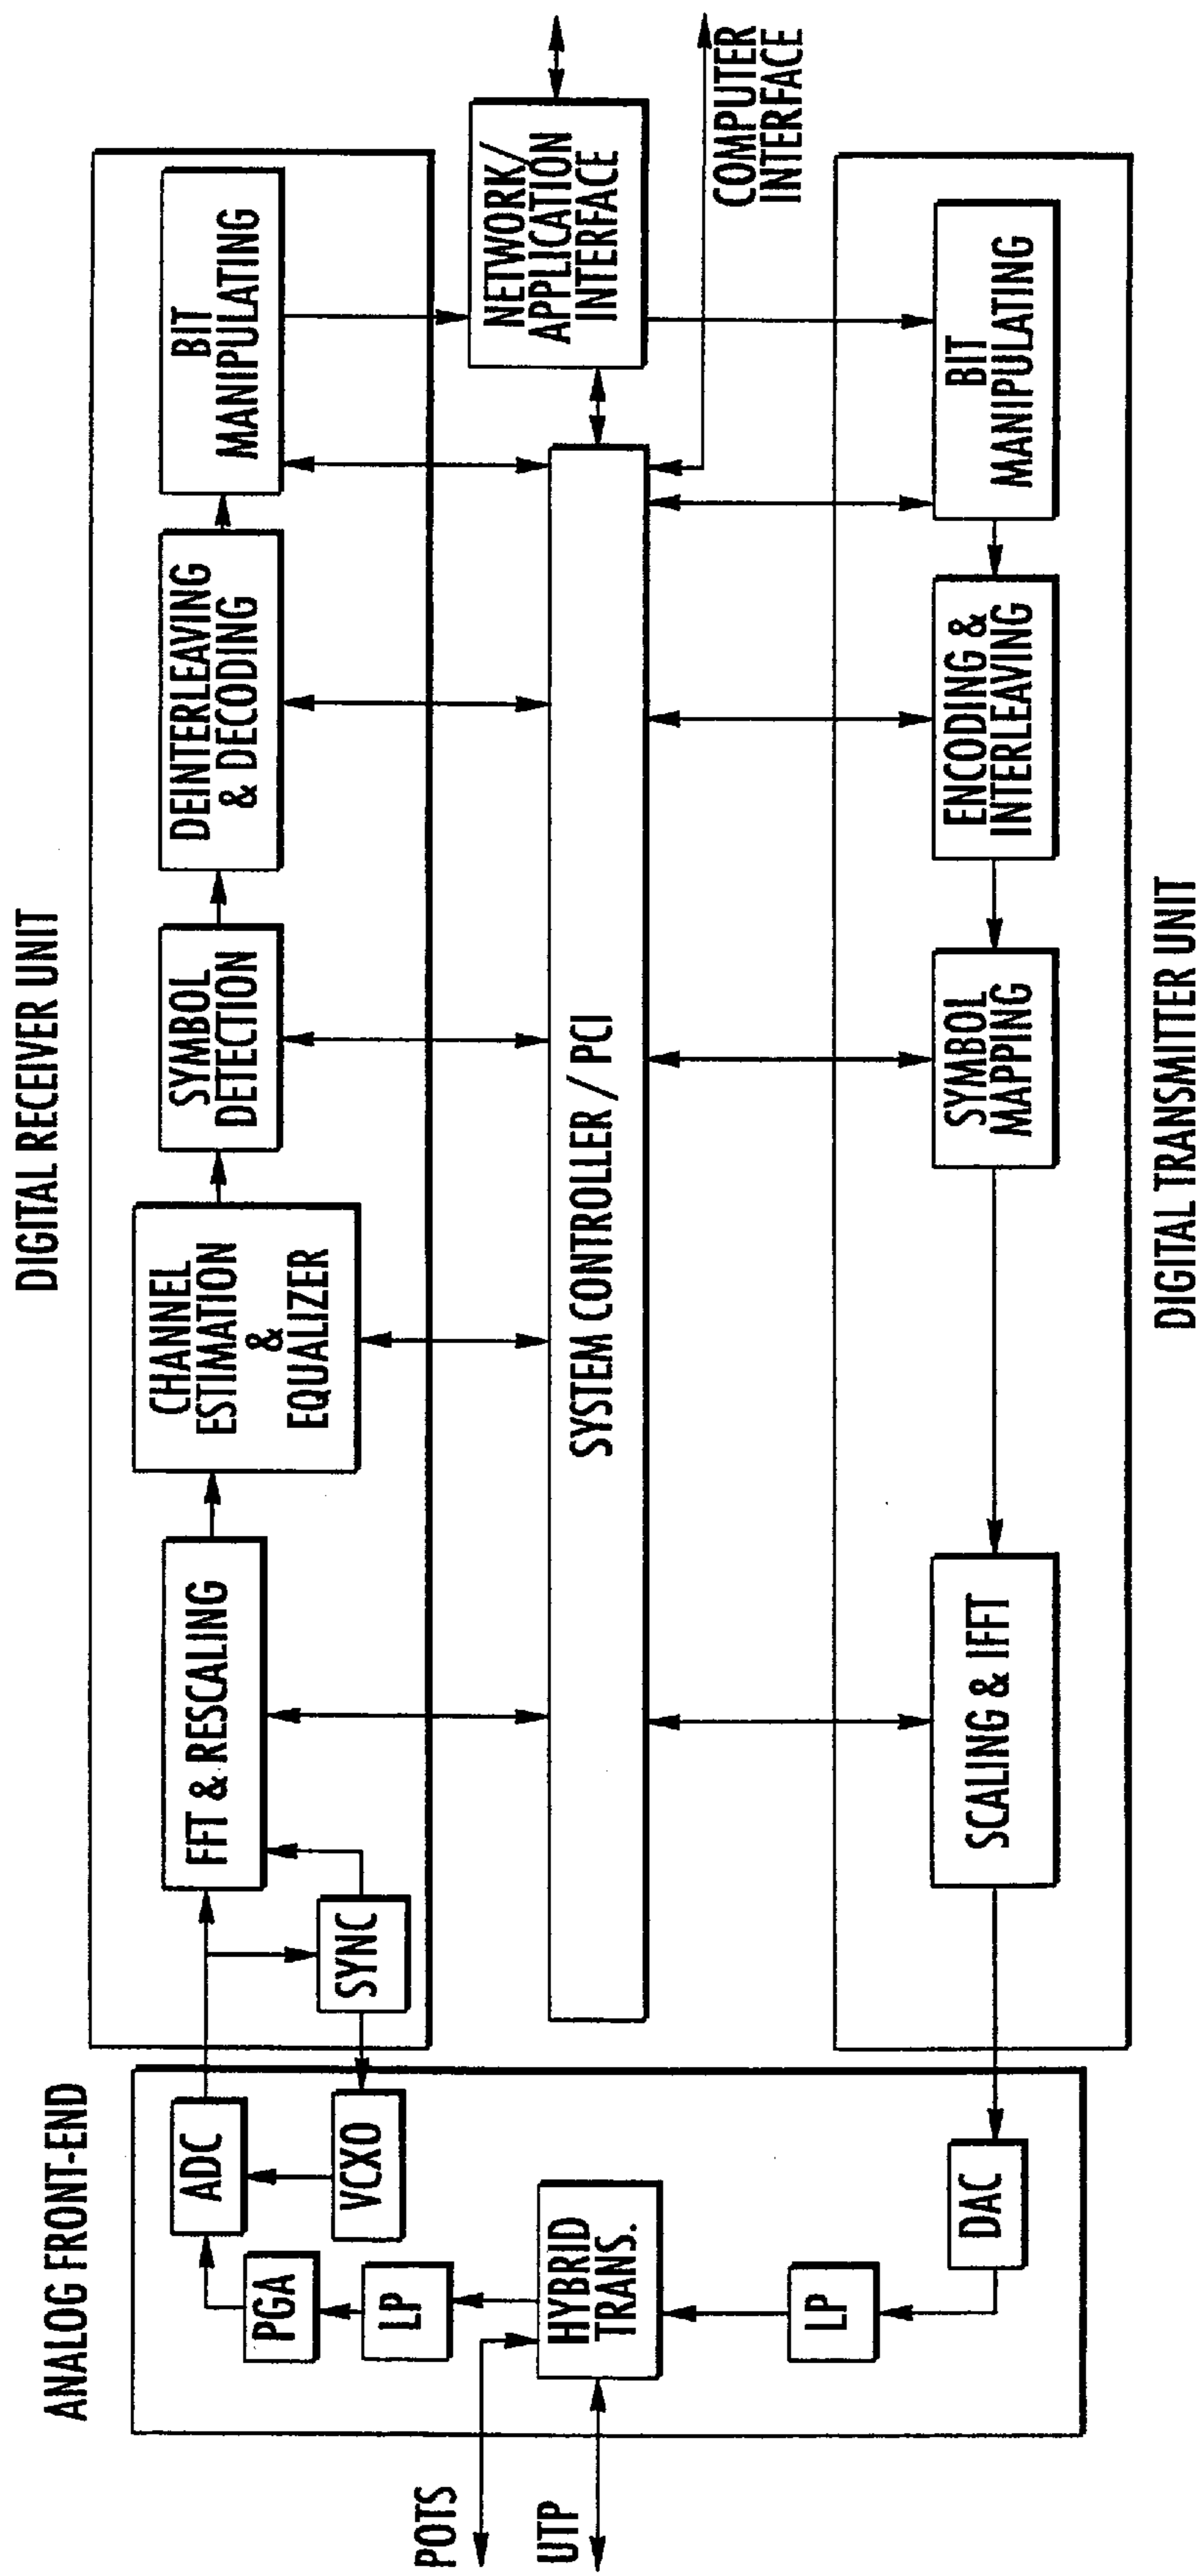 ANALOG FRONT-END
DIGITAL RECEIVER UNIT
ADC
VCXO
PGA
LP
HYBRID
TRANS.
LP
DAC
POTS
UTP
SYNC
FFT & RESCALING
CHANNEL
ESTIMATION
&
EQUALIZER
SYMBOL
DETECTION
DEINTERLEAVING
& DECODING
BIT
MANIPULATING
SYSTEM CONTROLLER / PCI
NETWORK/
APPLICATION
INTERFACE
COMPUTER
INTERFACE
SCALING & IFFT
SYMBOL
MAPPING
ENCODING &
INTERLEAVING
BIT
MANIPULATING
DIGITAL TRANSMITTER UNIT